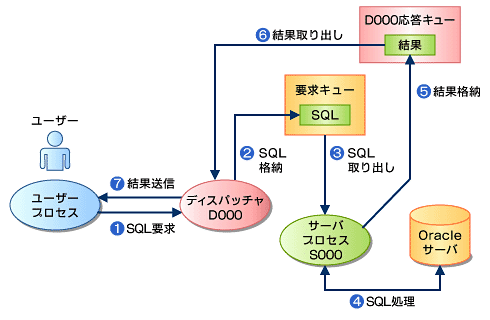 D000応答キュー
結果
⑥結果取り出し
⑤結果格納
要求キュー
SQL
ユーザー
②SQL
格納
③SQL
取り出し
⑦結果送信
ユーザー
プロセス
ディスパッチャ
D000
①SQL要求
サーバ
プロセス
S000
Oracle
サーバ
④SQL処理